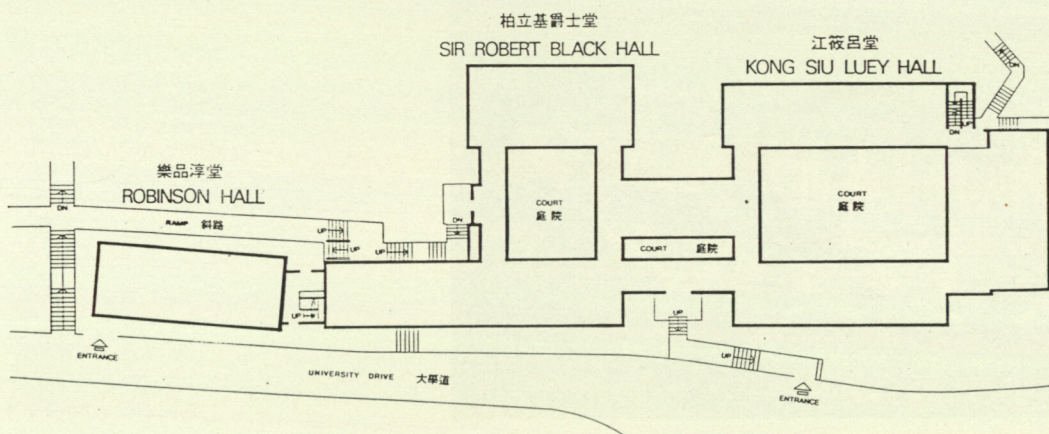 柏立基爵士堂
SIR ROBERT BLACK HALL
江筱呂堂
KONG SIU LUEY HALL
樂品淳堂
ROBINSON HALL
DN
RAMP 斜路
UP
UP
UP
DN
COURT
庭院
COURT 庭院
COURT
庭院
DN
UP
UP
UP
UP
ENTRANCE
UNIVERSITY DRIVE 大學道
ENTRANCE